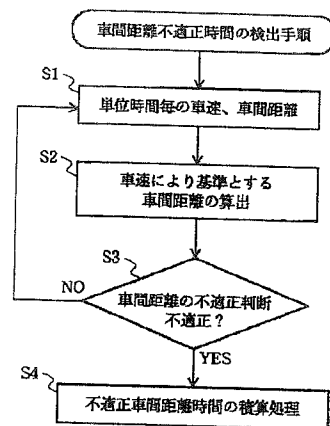 車間距離不適正時間の検出手順
S1
単位時間毎の車速、車間距離
S2
車速により基準とする
車間距離の算出
S3
車間距離の不適正判断
不適正？
NO
YES
S4
不適正車間距離時間の積算処理